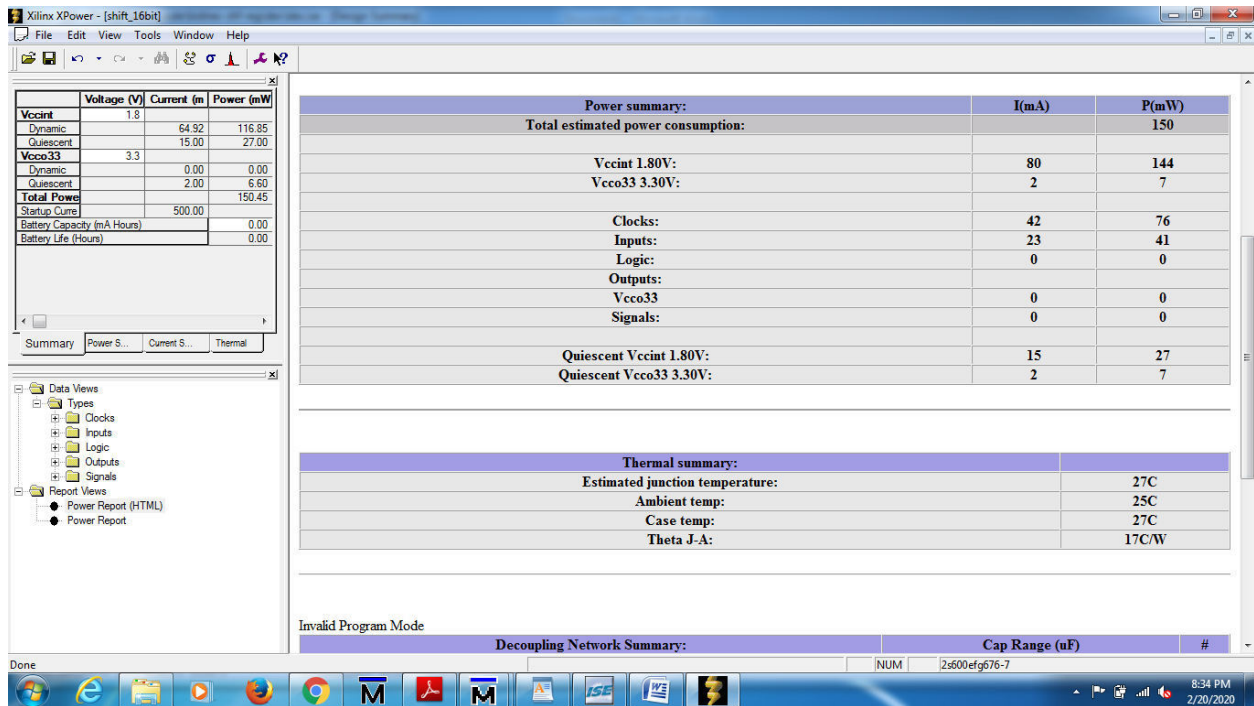 Xilinx XPower - [shift_16bit]
File Edit View Tools Window Help
Voltage (V) Current (m Power (mW
Vccint 1.8
Dynamic 64.92 116.85
Quiescent 15.00 27.00
Vcco33 3.3
Dynamic 0.00 0.00
Quiescent 2.00 6.60
Total Powe 150.45
Startup Curre 500.00
Battery Capacity (mA Hours) 0.00
Battery Life (Hours) 0.00
Summary Power S... Current S... Thermal
Data Views
Types
Clocks
Inputs
Logic
Outputs
Signals
Report Views
Power Report (HTML)
Power Report
Power summary: I(mA) P(mW)
Total estimated power consumption: 150
Vccint 1.80V: 80 144
Vcco33 3.30V: 2 7
Clocks: 42 76
Inputs: 23 41
Logic: 0 0
Outputs:
Vcco33 0 0
Signals: 0 0
Quiescent Vccint 1.80V: 15 27
Quiescent Vcco33 3.30V: 2 7
Thermal summary:
Estimated junction temperature: 27C
Ambient temp: 25C
Case temp: 27C
Theta J-A: 17C/W
Invalid Program Mode
Decoupling Network Summary: Cap Range (uF) #
Done NUM 2s600efg676-7
ISE
8:34 PM
2/20/2020